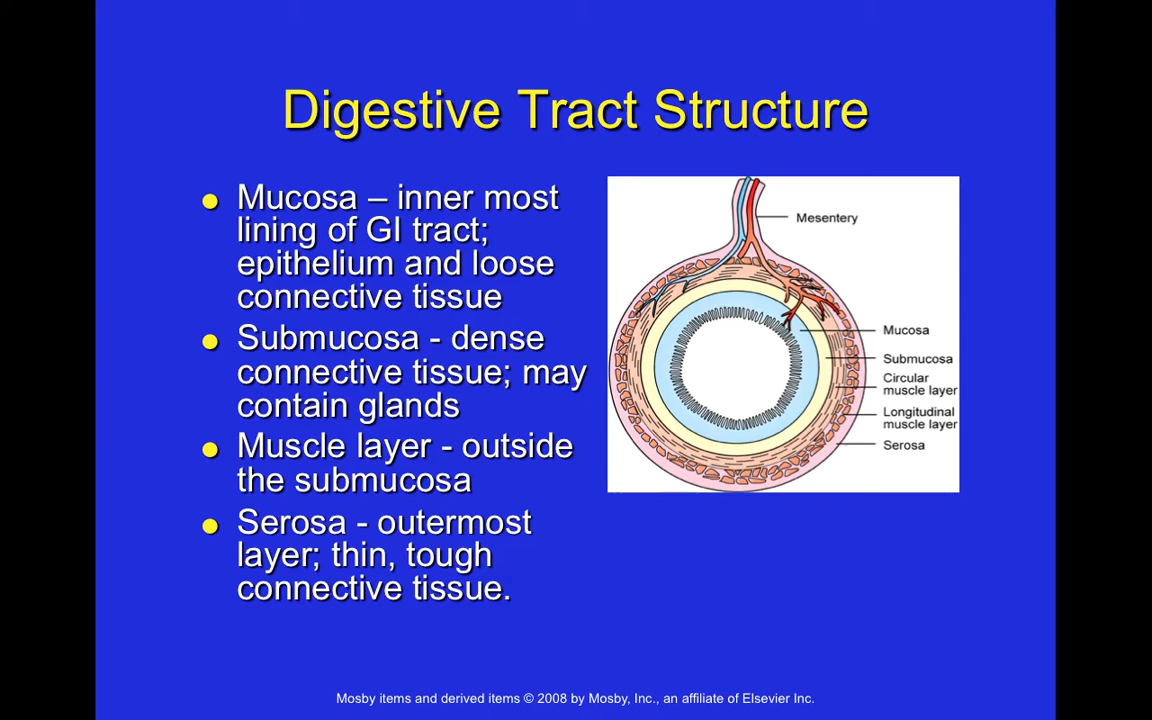 Digestive Tract Structure
Mucosa – inner most
lining of GI tract;
epithelium and loose
connective tissue
Submucosa - dense
connective tissue; may
contain glands
Muscle layer - outside
the submucosa
Serosa - outermost
layer; thin, tough
connective tissue.
Mesentery
Mucosa
Submucosa
Circular
muscle layer
Longitudinal
muscle layer
Serosa
Mosby items and derived items © 2008 by Mosby, Inc., an affiliate of Elsevier Inc.